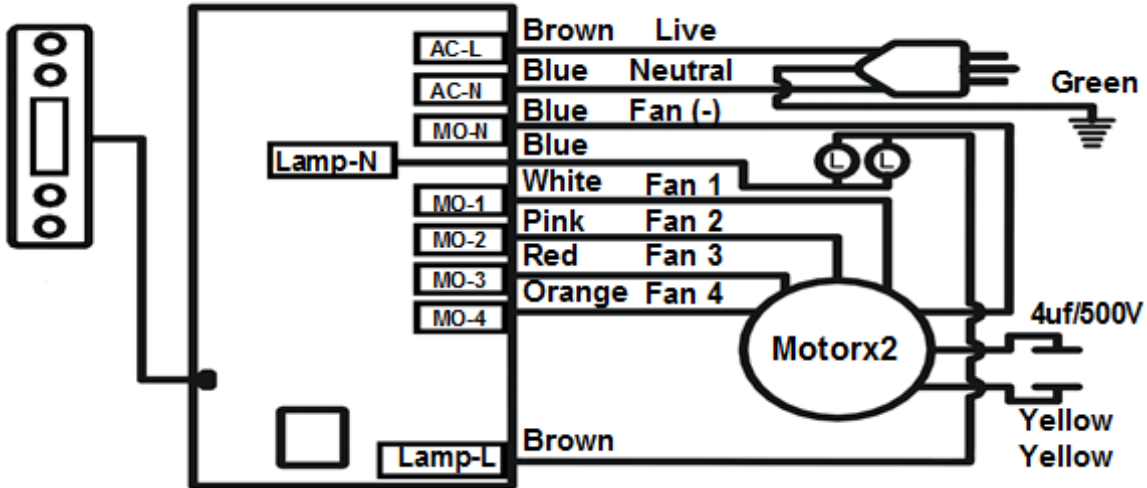 Brown Live
AC-L
Blue Neutral
AC-N
Green
Blue Fan (-)
MO-N
Blue
Lamp-N
L L
White Fan 1
MO-1
Pink Fan 2
MO-2
Red Fan 3
MO-3
Orange Fan 4
MO-4
4uf/500V
Motorx2
Yellow
Brown
Lamp-L
Yellow